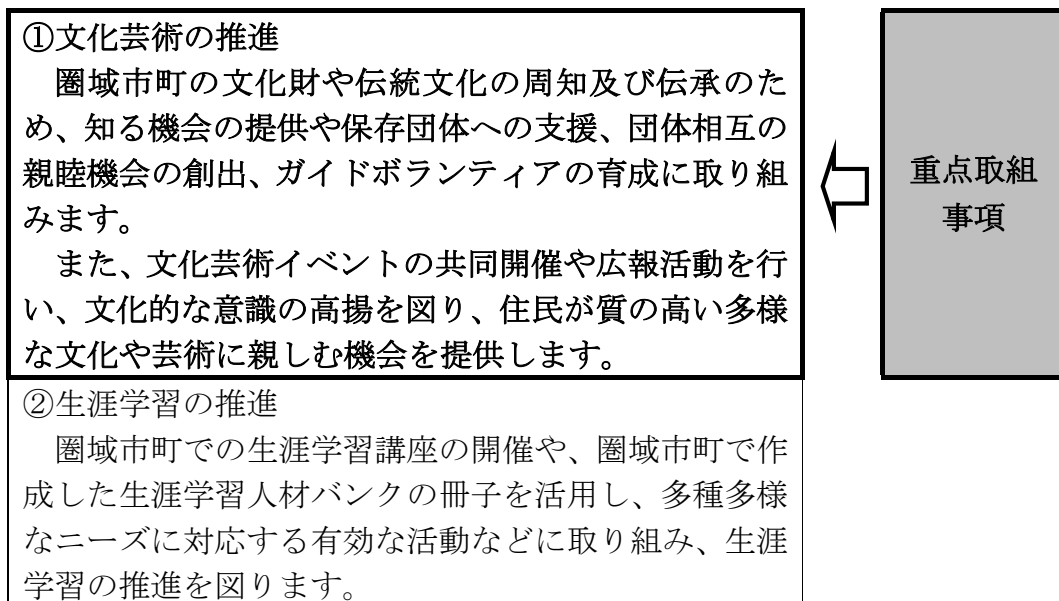 ①文化芸術の推進
　圏域市町の文化財や伝統文化の周知及び伝承のた
め、知る機会の提供や保存団体への支援、団体相互の
親睦機会の創出、ガイドボランティアの育成に取り組
みます。
　また、文化芸術イベントの共同開催や広報活動を行
い、文化的な意識の高揚を図り、住民が質の高い多様
な文化や芸術に親しむ機会を提供します。
重点取組
事項
②生涯学習の推進
　圏域市町での生涯学習講座の開催や、圏域市町で作
成した生涯学習人材バンクの冊子を活用し、多種多様
なニーズに対応する有効な活動などに取り組み、生涯
学習の推進を図ります。